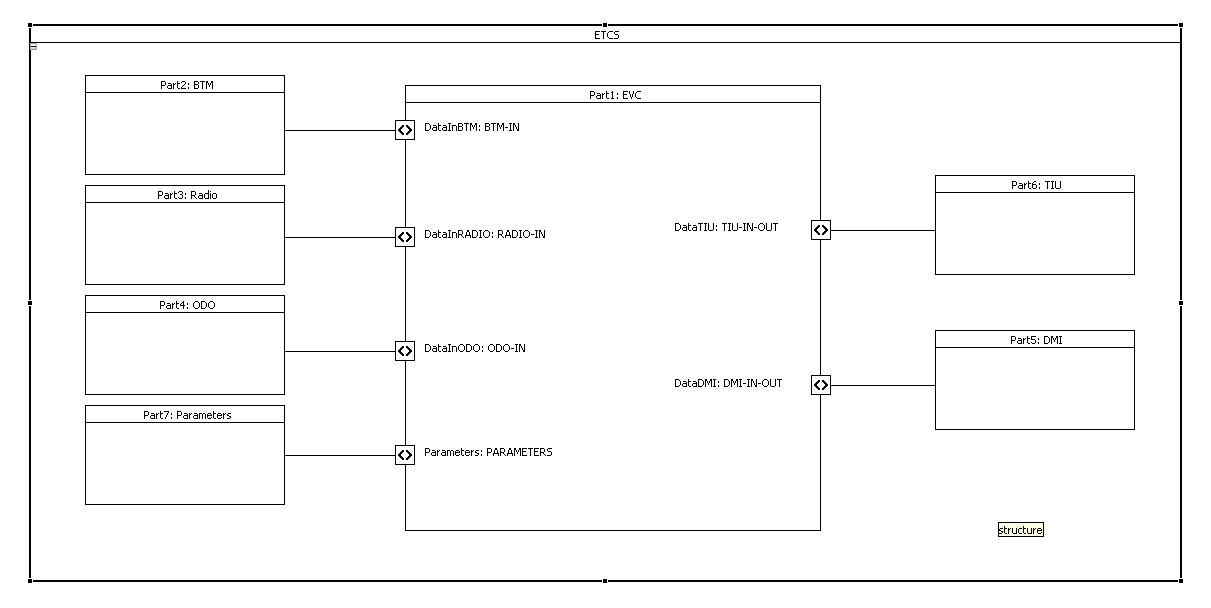 ETCS
Part2: BTM
Part1: EVC
DataInBTM: BTM-IN
Part3: Radio
DataInRADIO: RADIO-IN
Part6: TIU
DataTIU: TIU-IN-OUT
Part4: ODO
DataInODO: ODO-IN
Part5: DMI
DataDMI: DMI-IN-OUT
Part7: Parameters
Parameters: PARAMETERS
structure